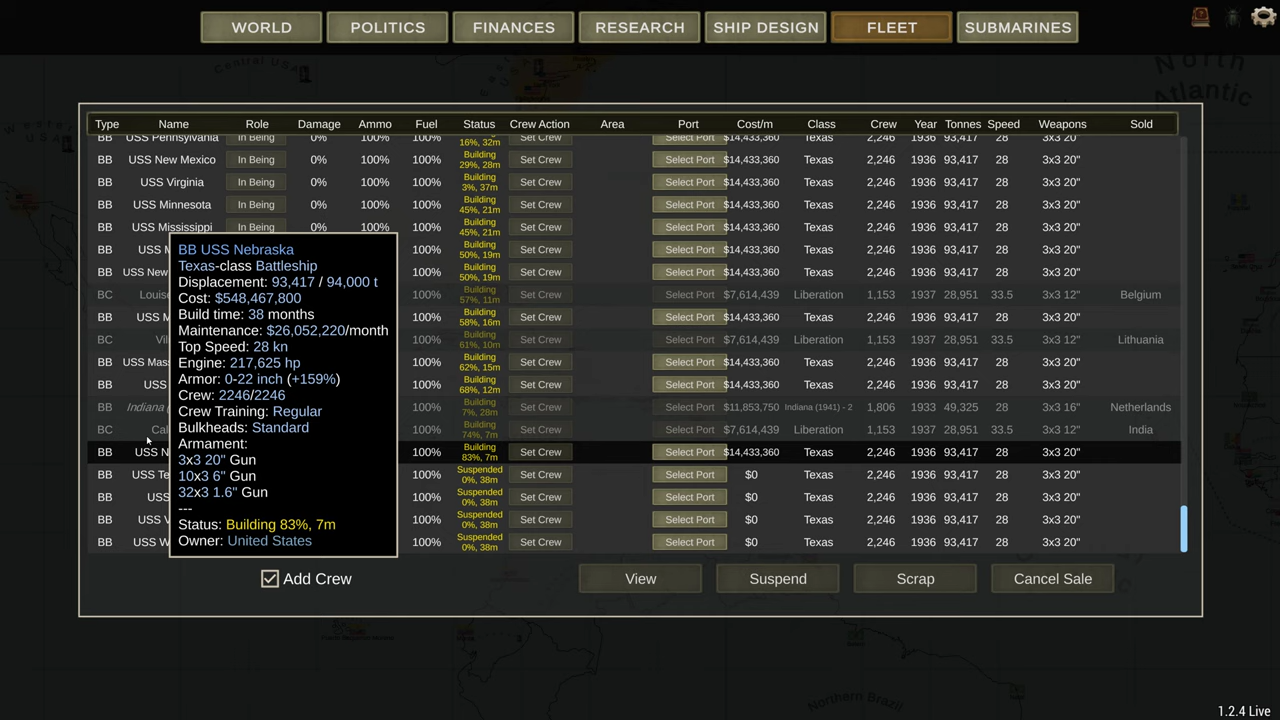 WORLD POLITICS FINANCES RESEARCH SHIP DESIGN FLEET SUBMARINES
Central USA
North Atlantic
Type Name Role Damage Ammo Fuel Status Crew Action Area Port Cost/m Class Crew Year Tonnes Speed Weapons Sold
BB USS Pennsylvania In Being 0% 100% 100% 16%, 32m Set Crew Select Port $14,433,360 Texas 2,246 1936 93,417 28 3x3 20"
BB USS New Mexico In Being 0% 100% 100% Building 29%, 28m Set Crew Select Port $14,433,360 Texas 2,246 1936 93,417 28 3x3 20"
BB USS Virginia In Being 0% 100% 100% Building 3%, 37m Set Crew Select Port $14,433,360 Texas 2,246 1936 93,417 28 3x3 20"
BB USS Minnesota In Being 0% 100% 100% Building 45%, 21m Set Crew Select Port $14,433,360 Texas 2,246 1936 93,417 28 3x3 20"
BB USS Mississippi In Being 0% 100% 100% Building 45%, 21m Set Crew Select Port $14,433,360 Texas 2,246 1936 93,417 28 3x3 20"
BB USS M 100% Building 50%, 19m Set Crew Select Port $14,433,360 Texas 2,246 1936 93,417 28 3x3 20"
BB USS New 100% Building 50%, 19m Set Crew Select Port $14,433,360 Texas 2,246 1936 93,417 28 3x3 20"
BC Louis 100% Building 57%, 11m Set Crew Select Port $7,614,439 Liberation 1,153 1937 28,951 33.5 3x3 12" Belgium
BB USS M 100% Building 58%, 16m Set Crew Select Port $14,433,360 Texas 2,246 1936 93,417 28 3x3 20"
BC Vil 100% Building 61%, 10m Set Crew Select Port $7,614,439 Liberation 1,153 1937 28,951 33.5 3x3 12" Lithuania
BB USS Mas 100% Building 62%, 15m Set Crew Select Port $14,433,360 Texas 2,246 1936 93,417 28 3x3 20"
BB USS 100% Building 68%, 12m Set Crew Select Port $14,433,360 Texas 2,246 1936 93,417 28 3x3 20"
BB Indiana ( 100% Building 7%, 28m Set Crew Select Port $11,853,750 Indiana (1941) - 2 1,806 1933 49,325 28 3x3 16" Netherlands
BC Cal 100% Building 74%, 7m Set Crew Select Port $7,614,439 Liberation 1,153 1937 28,951 33.5 3x3 12" India
BB USS N 100% Building 83%, 7m Set Crew Select Port $14,433,360 Texas 2,246 1936 93,417 28 3x3 20"
BB USS Te 100% Suspended 0%, 38m Set Crew Select Port $0 Texas 2,246 1936 93,417 28 3x3 20"
BB USS 100% Suspended 0%, 38m Set Crew Select Port $0 Texas 2,246 1936 93,417 28 3x3 20"
BB USS V 100% Suspended 0%, 38m Set Crew Select Port $0 Texas 2,246 1936 93,417 28 3x3 20"
BB USS W 100% Suspended 0%, 38m Set Crew Select Port $0 Texas 2,246 1936 93,417 28 3x3 20"
BB USS Nebraska
Texas-class Battleship
Displacement: 93,417 / 94,000 t
Cost: $548,467,800
Build time: 38 months
Maintenance: $26,052,220/month
Top Speed: 28 kn
Engine: 217,625 hp
Armor: 0-22 inch (+159%)
Crew: 2246/2246
Crew Training: Regular
Bulkheads: Standard
Armament:
3x3 20" Gun
10x3 6" Gun
32x3 1.6" Gun
---
Status: Building 83%, 7m
Owner: United States
Add Crew View Suspend Scrap Cancel Sale
Northern Brazil
1.2.4 Live